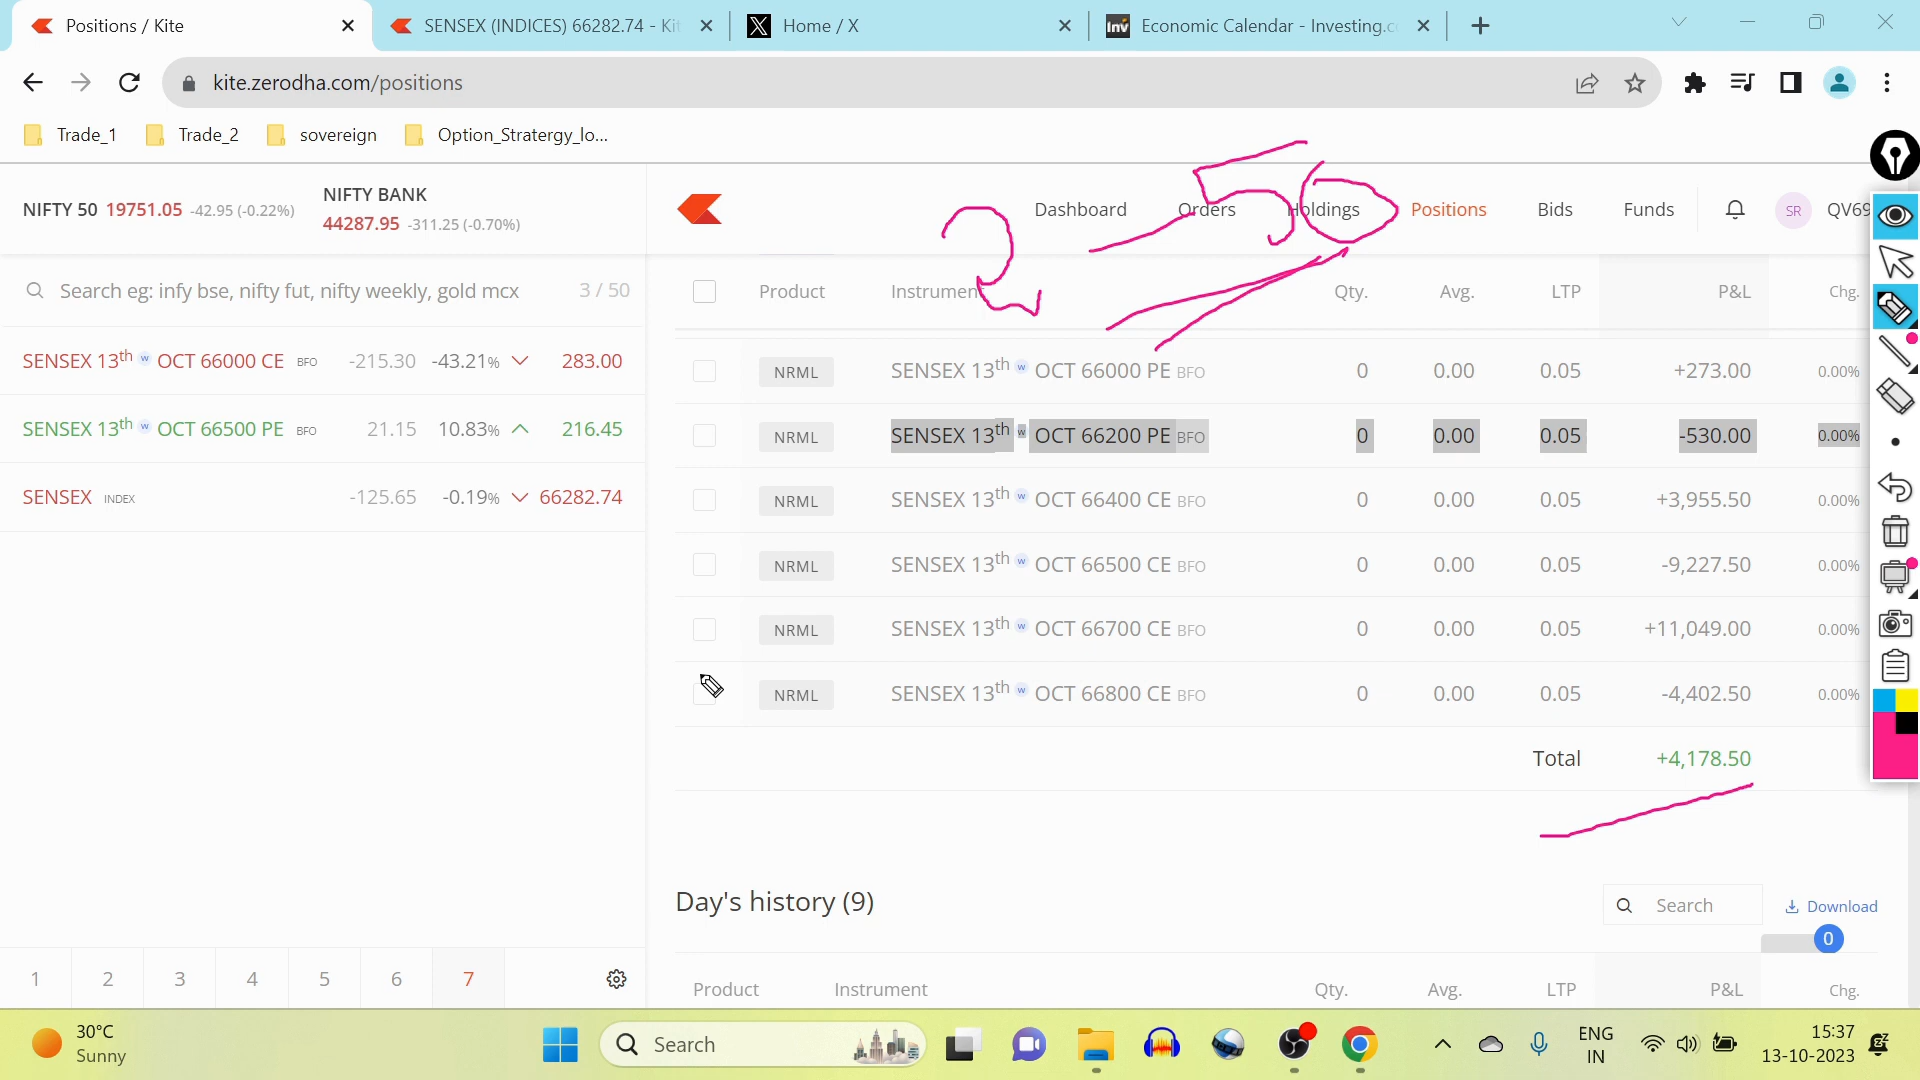 Positions / Kite
SENSEX (INDICES) 66282.74 - Kit
Home / X
Economic Calendar - Investing.c
kite.zerodha.com/positions
Trade_1
Trade_2
sovereign
Option_Stratergy_lo...
NIFTY 50 19751.05 -42.95 (-0.22%)
NIFTY BANK
44287.95 -311.25 (-0.70%)
Dashboard Orders Holdings Positions Bids Funds
SR QV69
2 56
Search eg: infy bse, nifty fut, nifty weekly, gold mcx 3 / 50
SENSEX 13th w OCT 66000 CE BFO -215.30 -43.21% 283.00
SENSEX 13th w OCT 66500 PE BFO 21.15 10.83% 216.45
SENSEX INDEX -125.65 -0.19% 66282.74
1 2 3 4 5 6 7
Product Instrument Qty. Avg. LTP P&L Chg.
NRML SENSEX 13th w OCT 66000 PE BFO 0 0.00 0.05 +273.00 0.00%
NRML SENSEX 13th w OCT 66200 PE BFO 0 0.00 0.05 -530.00 0.00%
NRML SENSEX 13th w OCT 66400 CE BFO 0 0.00 0.05 +3,955.50 0.00%
NRML SENSEX 13th w OCT 66500 CE BFO 0 0.00 0.05 -9,227.50 0.00%
NRML SENSEX 13th w OCT 66700 CE BFO 0 0.00 0.05 +11,049.00 0.00%
NRML SENSEX 13th w OCT 66800 CE BFO 0 0.00 0.05 -4,402.50 0.00%
Total +4,178.50
Day's history (9)
Search
Download
0
Product Instrument Qty. Avg. LTP P&L Chg.
30°C
Sunny
Search
ENG
IN
15:37
13-10-2023